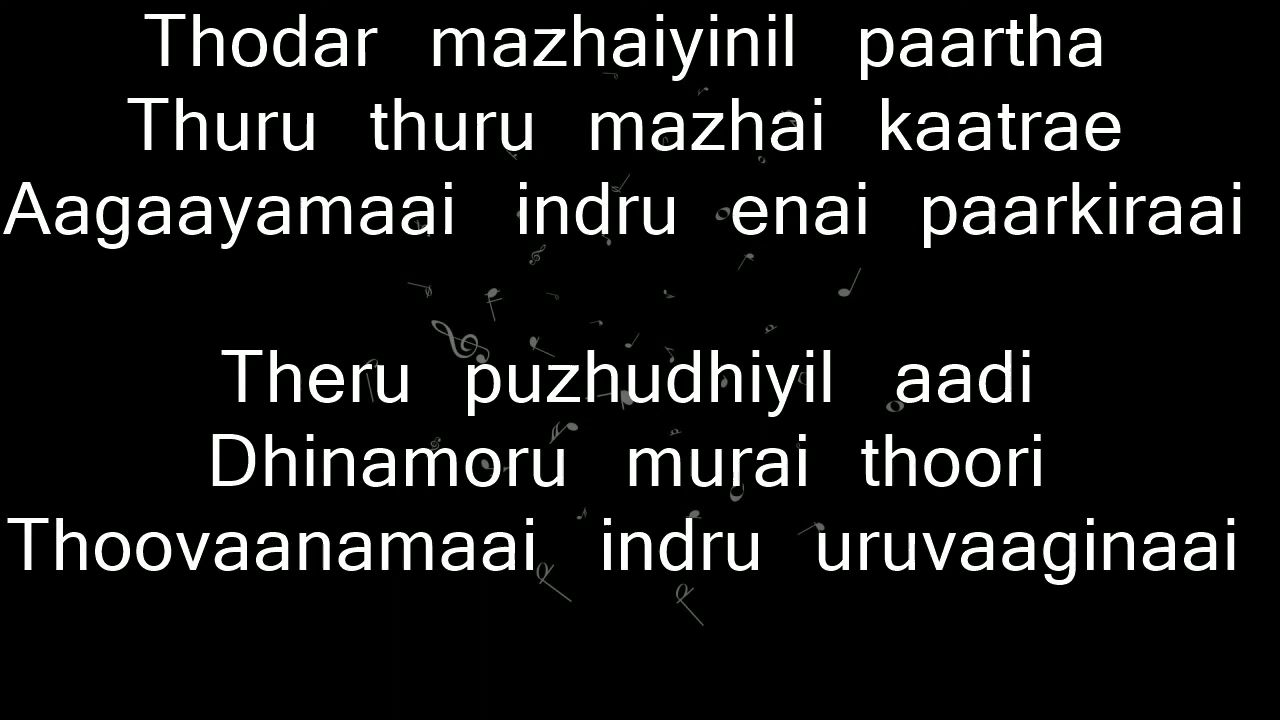 Thodar mazhaiyinil paartha
Thuru thuru mazhai kaatrae
Aagaayamaai indru enai paarkiraai
Theru puzhudhiyil aadi
Dhinamoru murai thoori
Thoovaanamaai indru uruvaaginaai